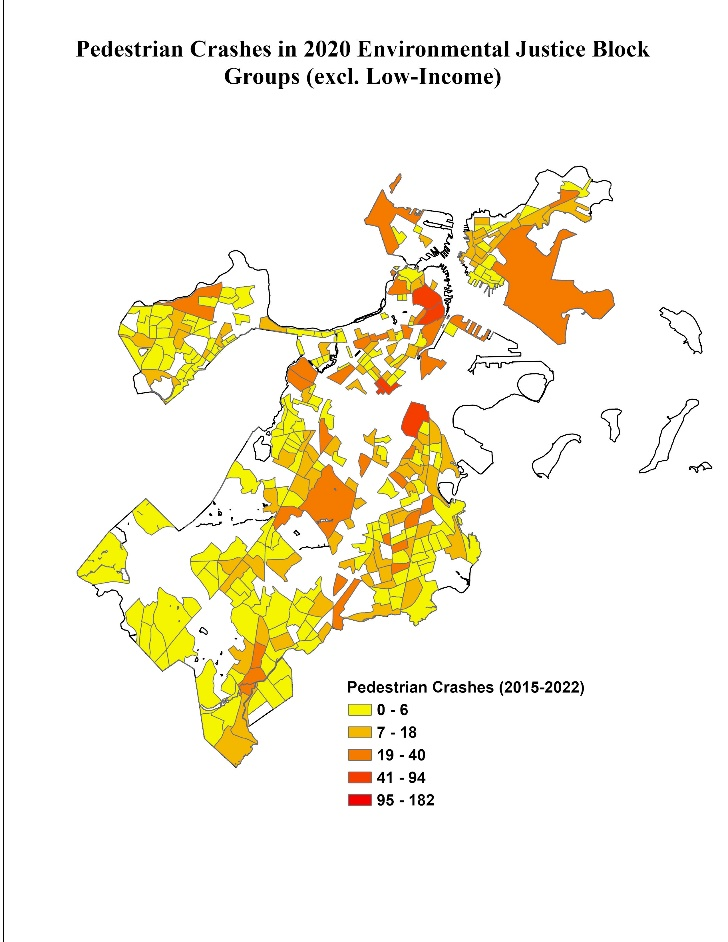 Pedestrian Crashes in 2020 Environmental Justice Block
Groups (excl. Low-Income)
Pedestrian Crashes (2015-2022)
0 - 6
7 - 18
19 - 40
41 - 94
95 - 182